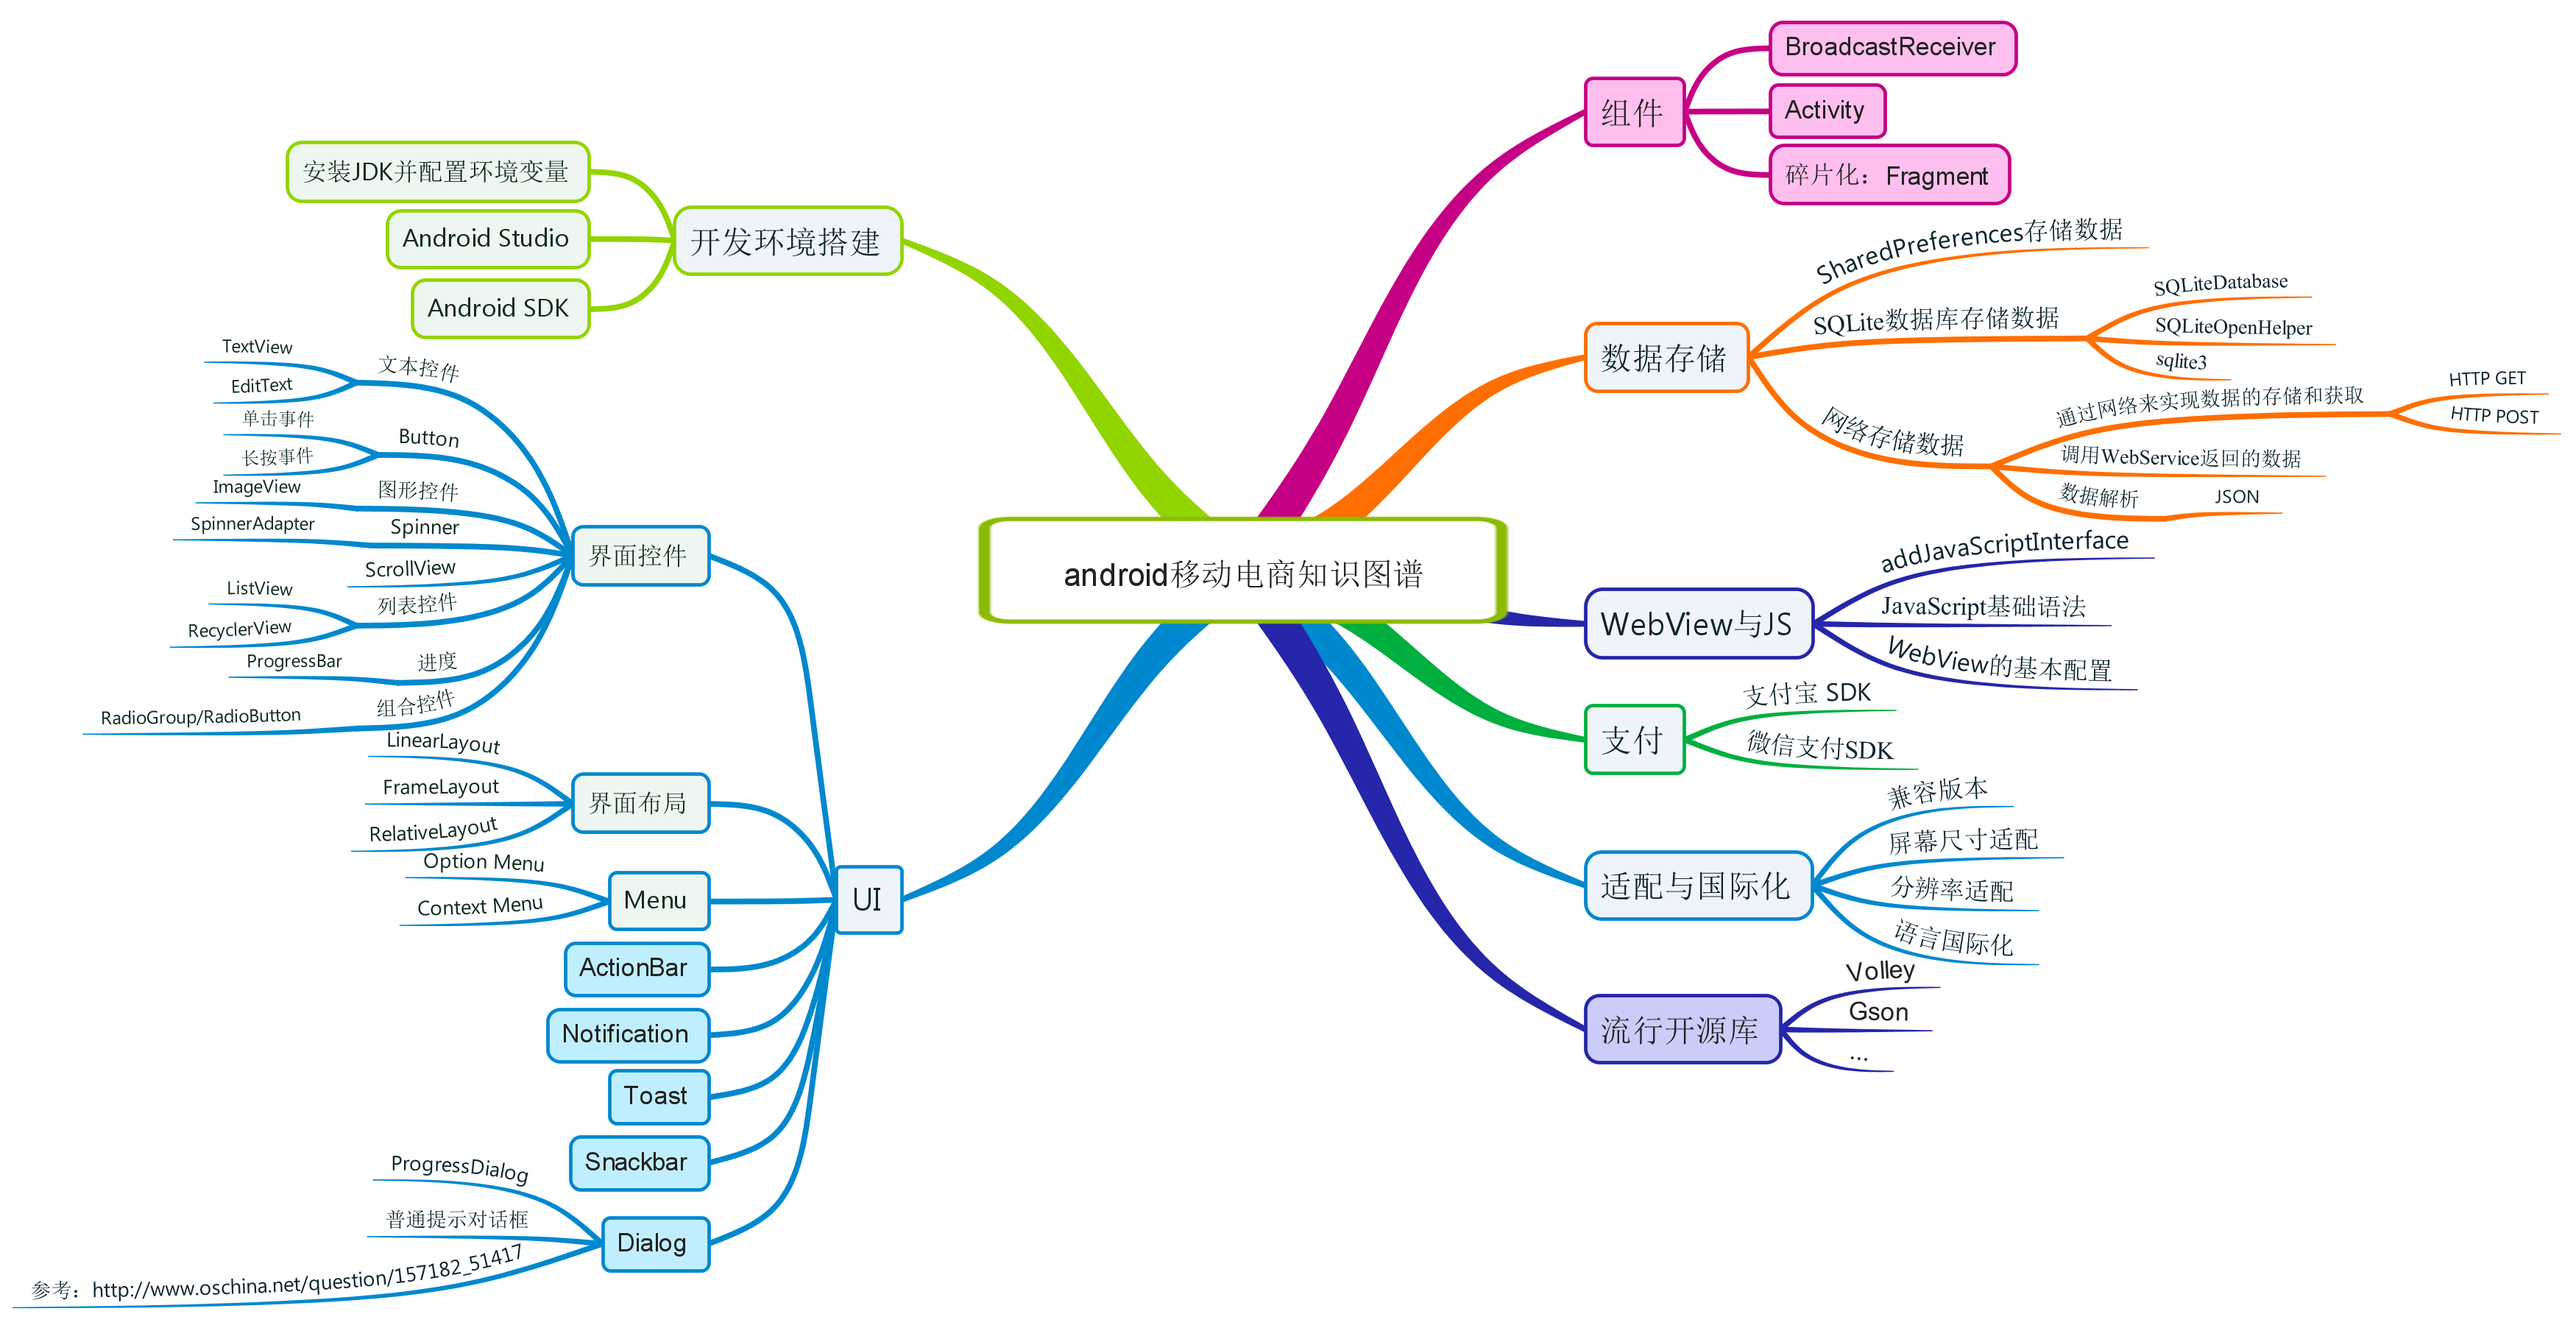 android移动电商知识图谱
组件
BroadcastReceiver
Activity
碎片化：Fragment
数据存储
SharedPreferences存储数据
SQLite数据库存储数据
SQLiteDatabase
SQLiteOpenHelper
sqlite3
网络存储数据
通过网络来实现数据的存储和获取
HTTP GET
HTTP POST
调用WebService返回的数据
数据解析
JSON
WebView与JS
addJavaScriptInterface
JavaScript基础语法
WebView的基本配置
支付
支付宝 SDK
微信支付SDK
适配与国际化
兼容版本
屏幕尺寸适配
分辨率适配
语言国际化
流行开源库
Volley
Gson
...
开发环境搭建
安装JDK并配置环境变量
Android Studio
Android SDK
UI
界面控件
文本控件
TextView
EditText
Button
单击事件
长按事件
图形控件
ImageView
Spinner
SpinnerAdapter
ScrollView
列表控件
ListView
RecyclerView
进度
ProgressBar
组合控件
RadioGroup/RadioButton
界面布局
LinearLayout
FrameLayout
RelativeLayout
Menu
Option Menu
Context Menu
ActionBar
Notification
Toast
Snackbar
Dialog
ProgressDialog
普通提示对话框
参考：http://www.oschina.net/question/157182_51417